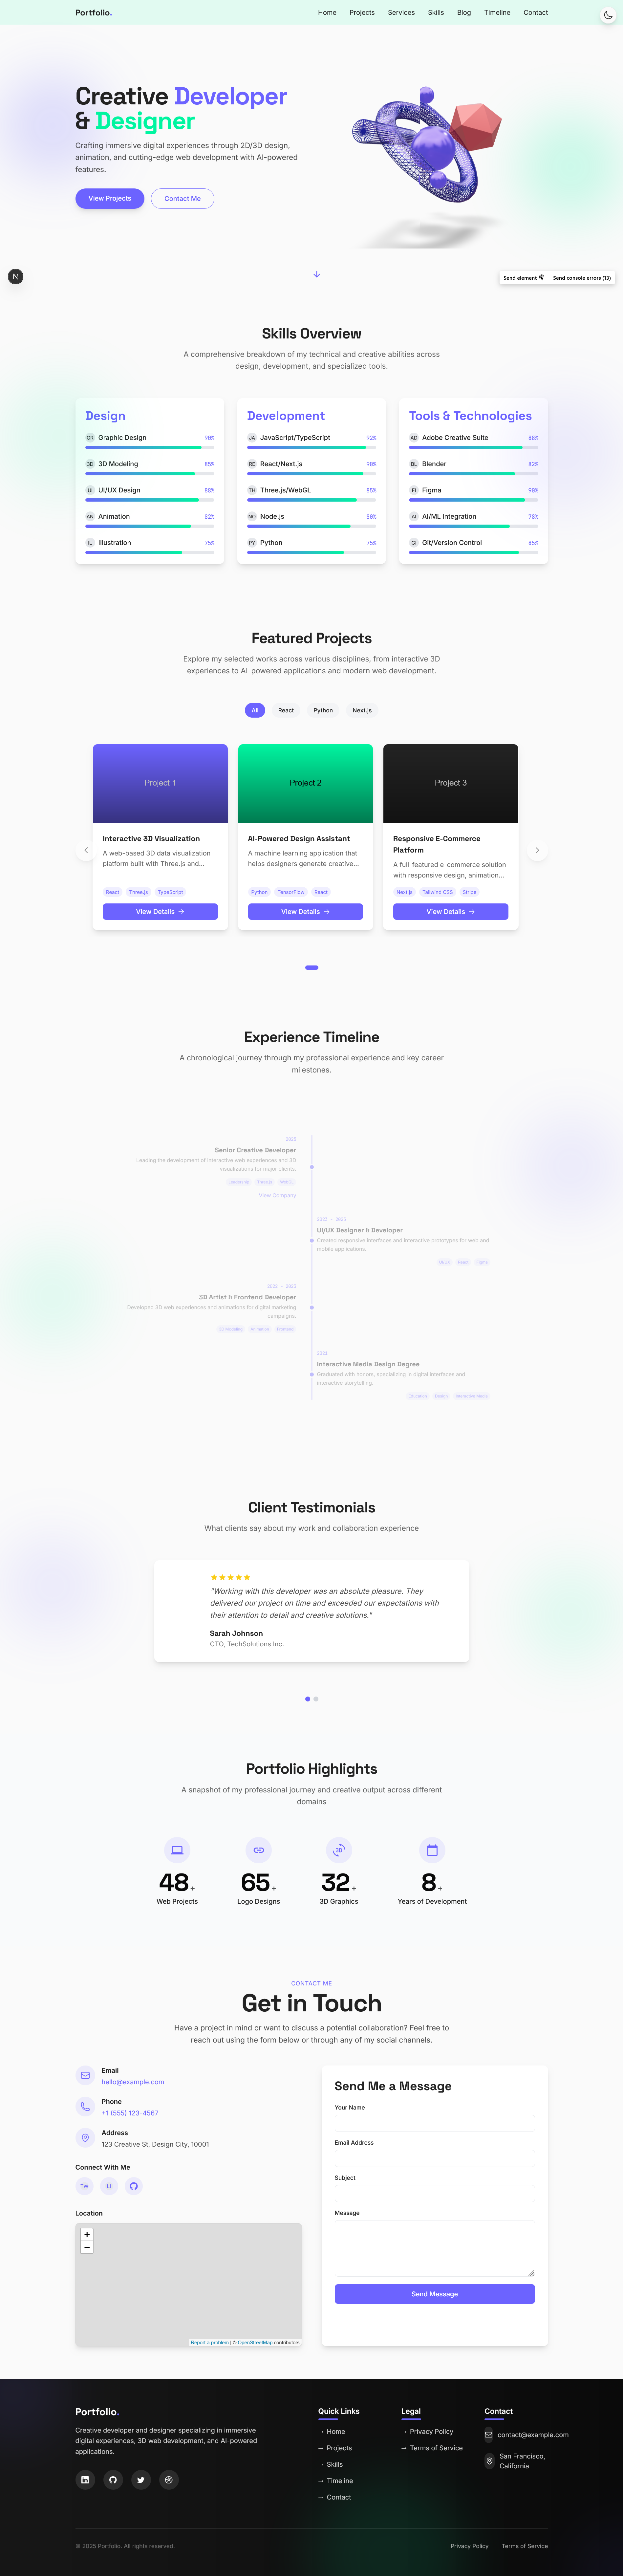 Portfolio.
Home Projects Services Skills Blog Timeline Contact
Creative Developer
& Designer
Crafting immersive digital experiences through 2D/3D design,
animation, and cutting-edge web development with AI-powered
features.
View Projects Contact Me
N
Send element Send console errors (13)
Skills Overview
A comprehensive breakdown of my technical and creative abilities across
design, development, and specialized tools.
Design
GR Graphic Design 90%
3D 3D Modeling 85%
UI UI/UX Design 88%
AN Animation 82%
IL Illustration 75%
Development
JA JavaScript/TypeScript 92%
RE React/Next.js 90%
TH Three.js/WebGL 85%
NO Node.js 80%
PY Python 75%
Tools & Technologies
AD Adobe Creative Suite 88%
BL Blender 82%
FI Figma 90%
AI AI/ML Integration 78%
GI Git/Version Control 85%
Featured Projects
Explore my selected works across various disciplines, from interactive 3D
experiences to AI-powered applications and modern web development.
All React Python Next.js
Project 1
Interactive 3D Visualization
A web-based 3D data visualization
platform built with Three.js and...
React Three.js TypeScript
View Details →
Project 2
AI-Powered Design Assistant
A machine learning application that
helps designers generate creative...
Python TensorFlow React
View Details →
Project 3
Responsive E-Commerce
Platform
A full-featured e-commerce solution
with responsive design, animation...
Next.js Tailwind CSS Stripe
View Details →
Experience Timeline
A chronological journey through my professional experience and key career
milestones.
2023
Senior Creative Developer
Leading the development of interactive web experiences and 3D
visualizations for major clients.
View Company
UI/UX Designer & Developer
Created responsive interfaces and interactive prototypes for web and
mobile applications.
UI/UX React Figma
3D Artist & Frontend Developer
Developed 3D web experiences and animations for digital marketing
campaigns.
3D Modeling Animation Frontend
2021
Interactive Media Design Degree
Graduated with honors, specializing in digital interfaces and
interactive storytelling.
Education Design Interactive Media
Client Testimonials
What clients say about my work and collaboration experience
"Working with this developer was an absolute pleasure. They
delivered our project on time and exceeded our expectations with
their attention to detail and creative solutions."
Sarah Johnson
CTO, TechSolutions Inc.
Portfolio Highlights
A snapshot of my professional journey and creative output across different
domains
3D
48+ 65+ 32+ 8+
Web Projects Logo Designs 3D Graphics Years of Development
CONTACT ME
Get in Touch
Have a project in mind or want to discuss a potential collaboration? Feel free to
reach out using the form below or through any of my social channels.
Email
hello@example.com
Phone
+1 (555) 123-4567
Address
123 Creative St, Design City, 10001
Connect With Me
TW LI
Location
+
−
Report a problem | © OpenStreetMap contributors
Send Me a Message
Your Name
Email Address
Subject
Message
Send Message
Portfolio.
Creative developer and designer specializing in immersive
digital experiences, web development, and AI-powered
applications.
Quick Links
→ Home
→ Projects
→ Skills
→ Timeline
→ Contact
Legal
→ Privacy Policy
→ Terms of Service
Contact
contact@example.com
San Francisco,
California
© 2025 Portfolio. All rights reserved.
Privacy Policy Terms of Service